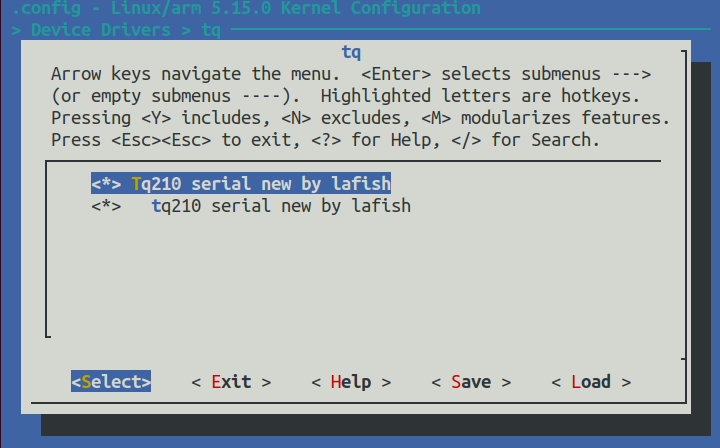 .config - Linux/arm 5.15.0 Kernel Configuration
> Device Drivers > tq
tq
Arrow keys navigate the menu.  <Enter> selects submenus --->
(or empty submenus ----).  Highlighted letters are hotkeys.
Pressing <Y> includes, <N> excludes, <M> modularizes features.
Press <Esc><Esc> to exit, <?> for Help, </> for Search.
<*> Tq210 serial new by lafish
<*>   tq210 serial new by lafish
<Select>    < Exit >    < Help >    < Save >    < Load >